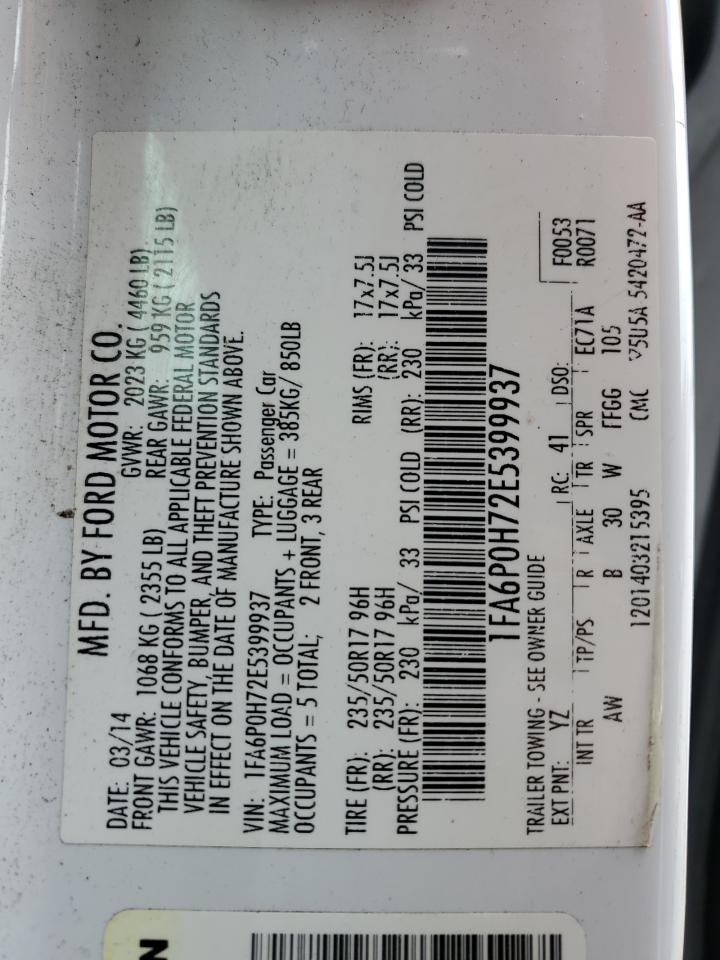 MFD. BY FORD MOTOR CO.
DATE: 03/14 GVWR: 2023 KG ( 4460 LB)
FRONT GAWR: 1068 KG ( 2355 LB) REAR GAWR: 959 KG ( 2115 LB)
THIS VEHICLE CONFORMS TO ALL APPLICABLE FEDERAL MOTOR
VEHICLE SAFETY, BUMPER, AND THEFT PREVENTION STANDARDS
IN EFFECT ON THE DATE OF MANUFACTURE SHOWN ABOVE.
VIN: 1FA6P0H72E5399937 TYPE: Passenger Car
MAXIMUM LOAD = OCCUPANTS + LUGGAGE = 385KG/ 850LB
OCCUPANTS = 5 TOTAL; 2 FRONT, 3 REAR
TIRE (FR): 235/50R17 96H RIMS (FR): 17x7.5J
(RR): 235/50R17 96H (RR): 17x7.5J
PRESSURE (FR): 230 kPa/ 33 PSI COLD (RR): 230 kPa/ 33 PSI COLD
1FA6P0H72E5399937
TRAILER TOWING - SEE OWNER GUIDE
EXT PNT: YZ RC: 41 DSO: F0053
R0071
INT TR TP/PS R AXLE TR SPR EC71A
AW B 30 W FFGG 105
1201403215395 CMC V5U5A 5420472-AA
N